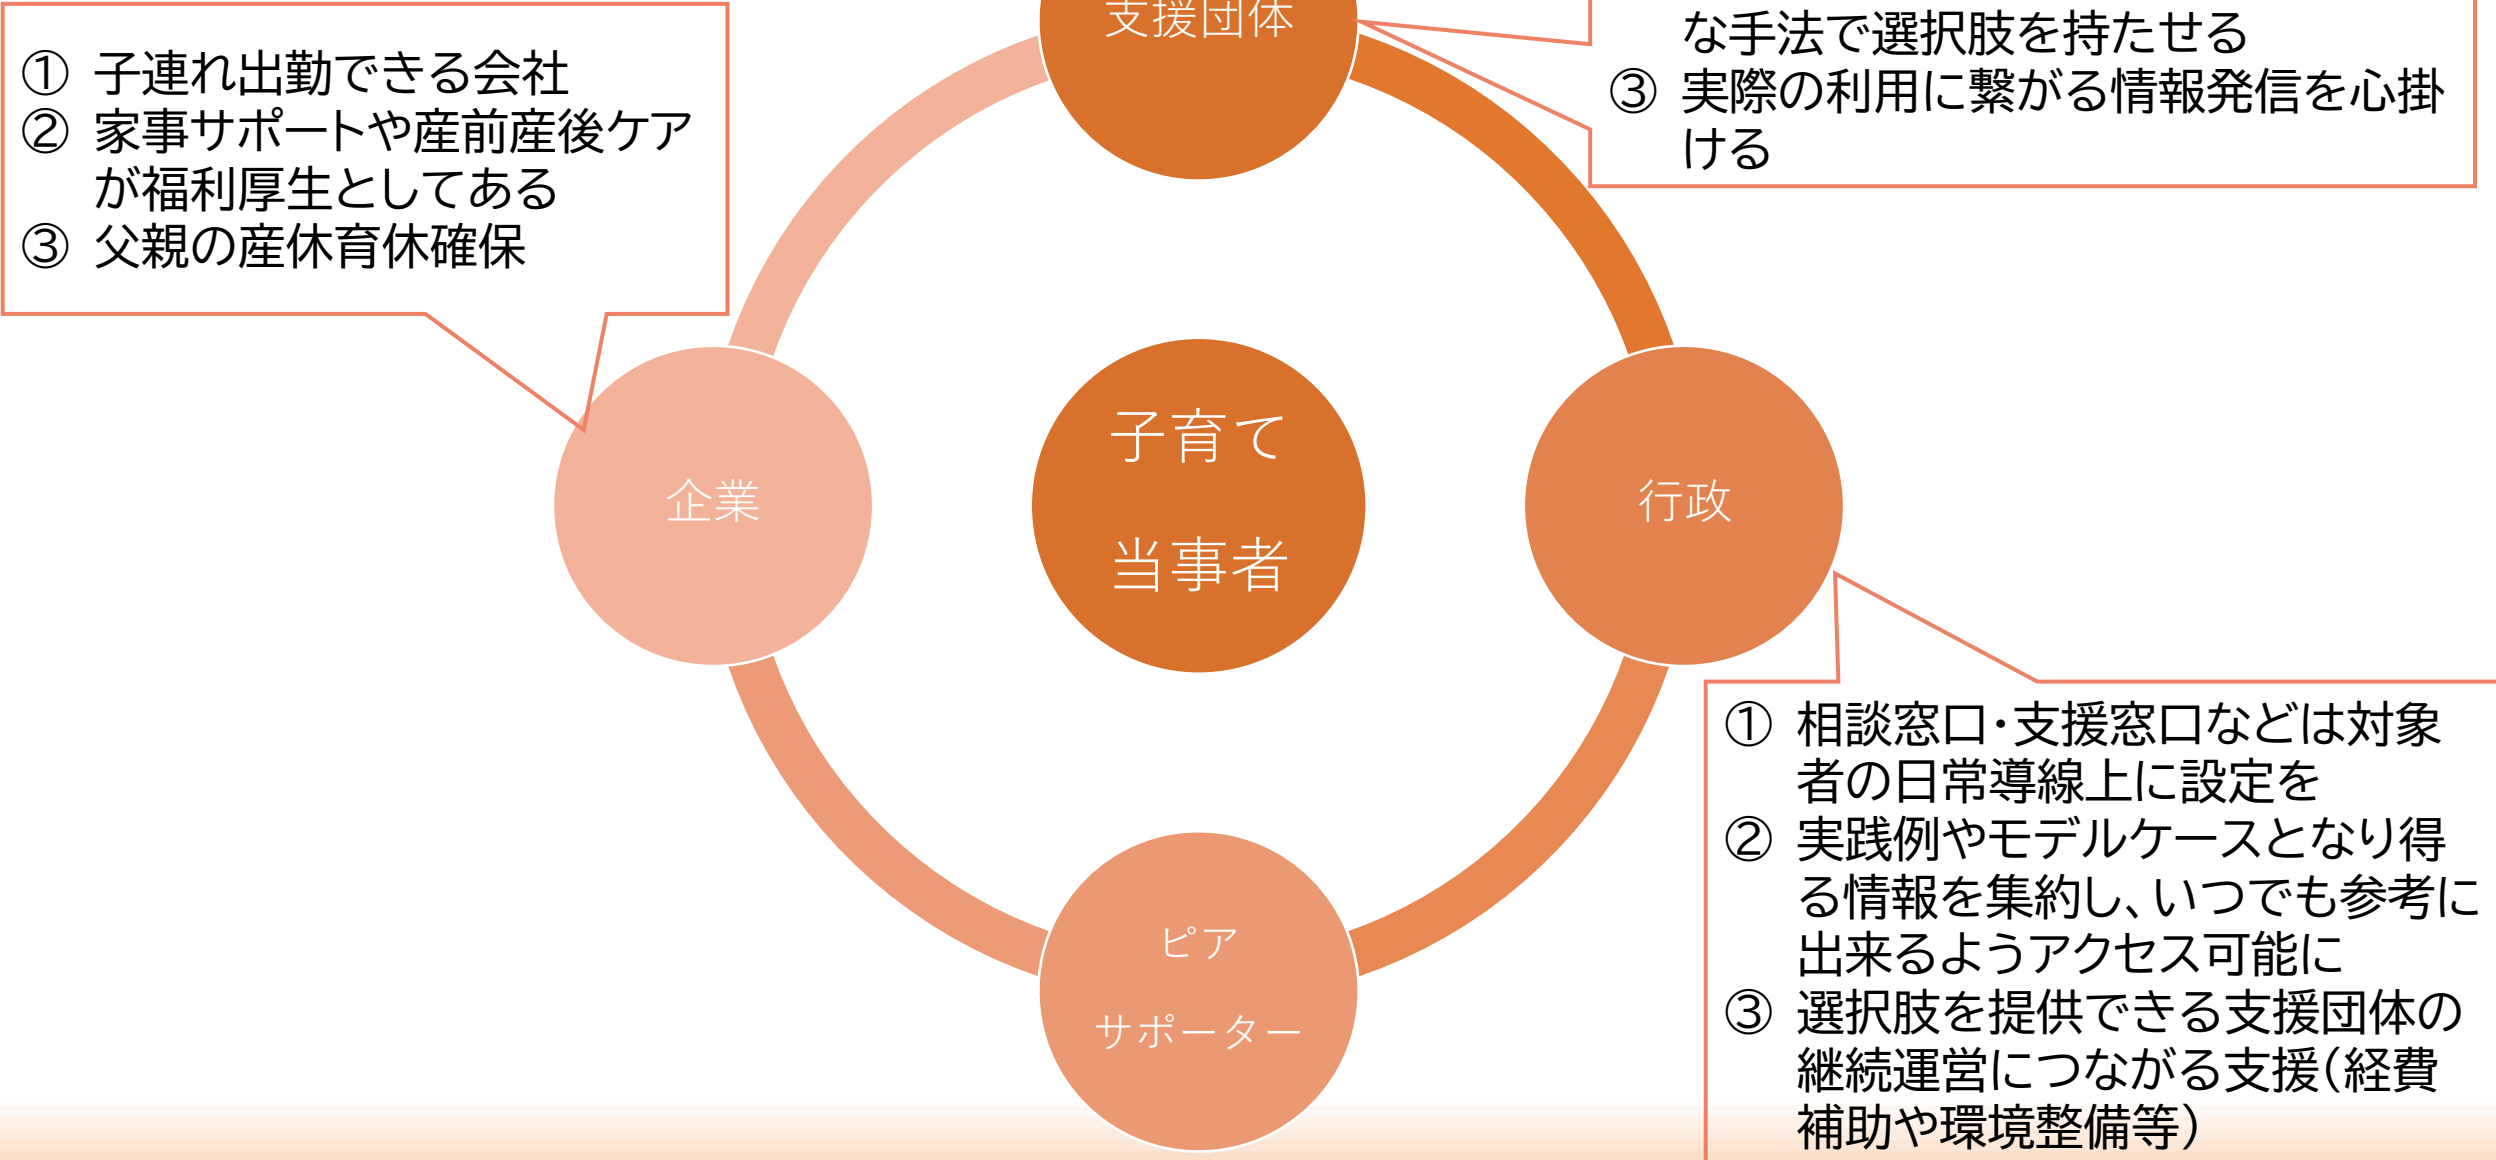 支援団体
な手法で選択肢を持たせる
③ 実際の利用に繋がる情報発信を心掛
ける
① 子連れ出勤できる会社
② 家事サポートや産前産後ケア
が福利厚生としてある
③ 父親の産休育休確保
子育て
当事者
企業
行政
ピア
サポーター
① 相談窓口・支援窓口などは対象
者の日常導線上に設定を
② 実践例やモデルケースとなり得
る情報を集約し、いつでも参考に
出来るようアクセス可能に
③ 選択肢を提供できる支援団体の
継続運営につながる支援(経費
補助や環境整備等)